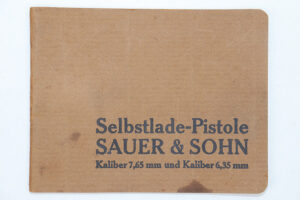 Selbstlade-Pistole
SAUER & SOHN
Kaliber 7,65 mm und Kaliber 6,35 mm